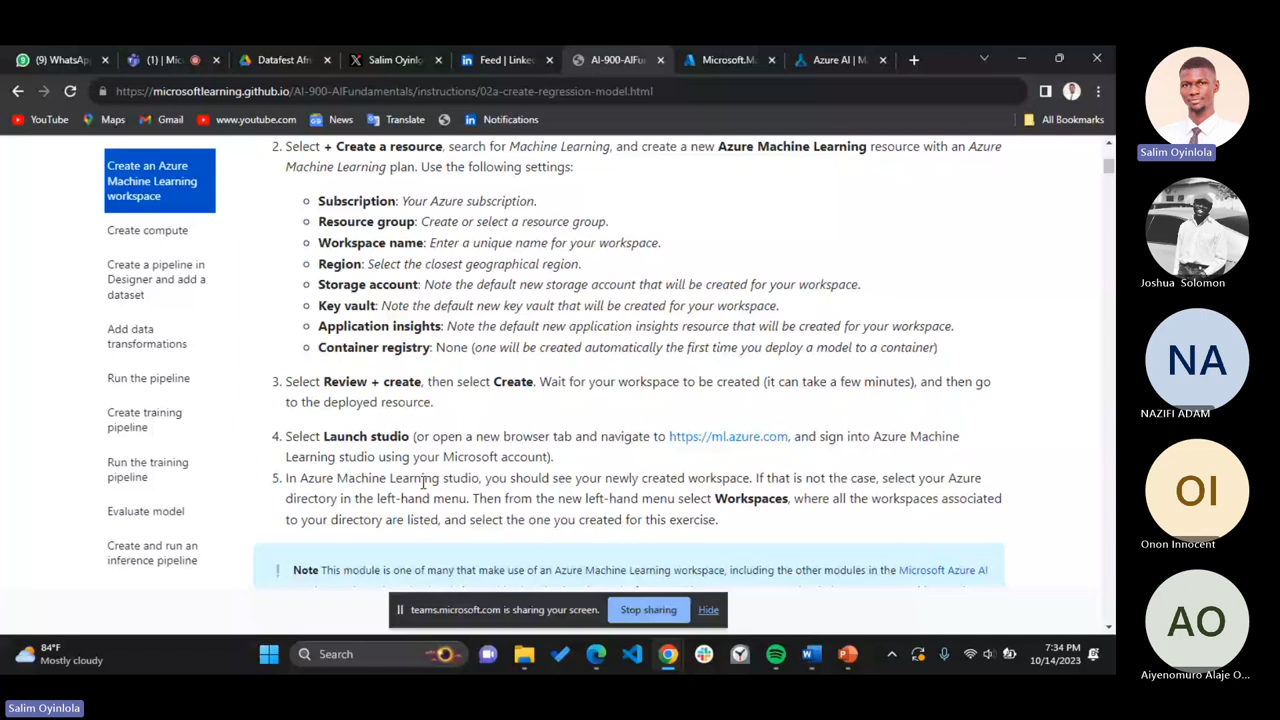 (9) WhatsAp
(1) | Mic
Datafest Afri
Salim Oyinlo
Feed | Linke
AI-900-AIFu
Microsoft.Ma
Azure AI | M
https://microsoftlearning.github.io/AI-900-AIFundamentals/instructions/02a-create-regression-model.html
YouTube
Maps
Gmail
www.youtube.com
News
Translate
Notifications
All Bookmarks
Create an Azure
Machine Learning
workspace
Create compute
Create a pipeline in
Designer and add a
dataset
Add data
transformations
Run the pipeline
Create training
pipeline
Run the training
pipeline
Evaluate model
Create and run an
inference pipeline
2. Select + Create a resource, search for Machine Learning, and create a new Azure Machine Learning resource with an Azure
Machine Learning plan. Use the following settings:
Subscription: Your Azure subscription.
Resource group: Create or select a resource group.
Workspace name: Enter a unique name for your workspace.
Region: Select the closest geographical region.
Storage account: Note the default new storage account that will be created for your workspace.
Key vault: Note the default new key vault that will be created for your workspace.
Application insights: Note the default new application insights resource that will be created for your workspace.
Container registry: None (one will be created automatically the first time you deploy a model to a container)
3. Select Review + create, then select Create. Wait for your workspace to be created (it can take a few minutes), and then go
to the deployed resource.
4. Select Launch studio (or open a new browser tab and navigate to https://ml.azure.com, and sign into Azure Machine
Learning studio using your Microsoft account).
5. In Azure Machine Learning studio, you should see your newly created workspace. If that is not the case, select your Azure
directory in the left-hand menu. Then from the new left-hand menu select Workspaces, where all the workspaces associated
to your directory are listed, and select the one you created for this exercise.
Note This module is one of many that make use of an Azure Machine Learning workspace, including the other modules in the Microsoft Azure AI
teams.microsoft.com is sharing your screen.
Stop sharing
Hide
84°F
Mostly cloudy
Search
7:34 PM
10/14/2023
Salim Oyinlola
Joshua Solomon
NA
NAZIFI ADAM
OI
Onon Innocent
AO
Aiyenomuro Alaje O...
Salim Oyinlola